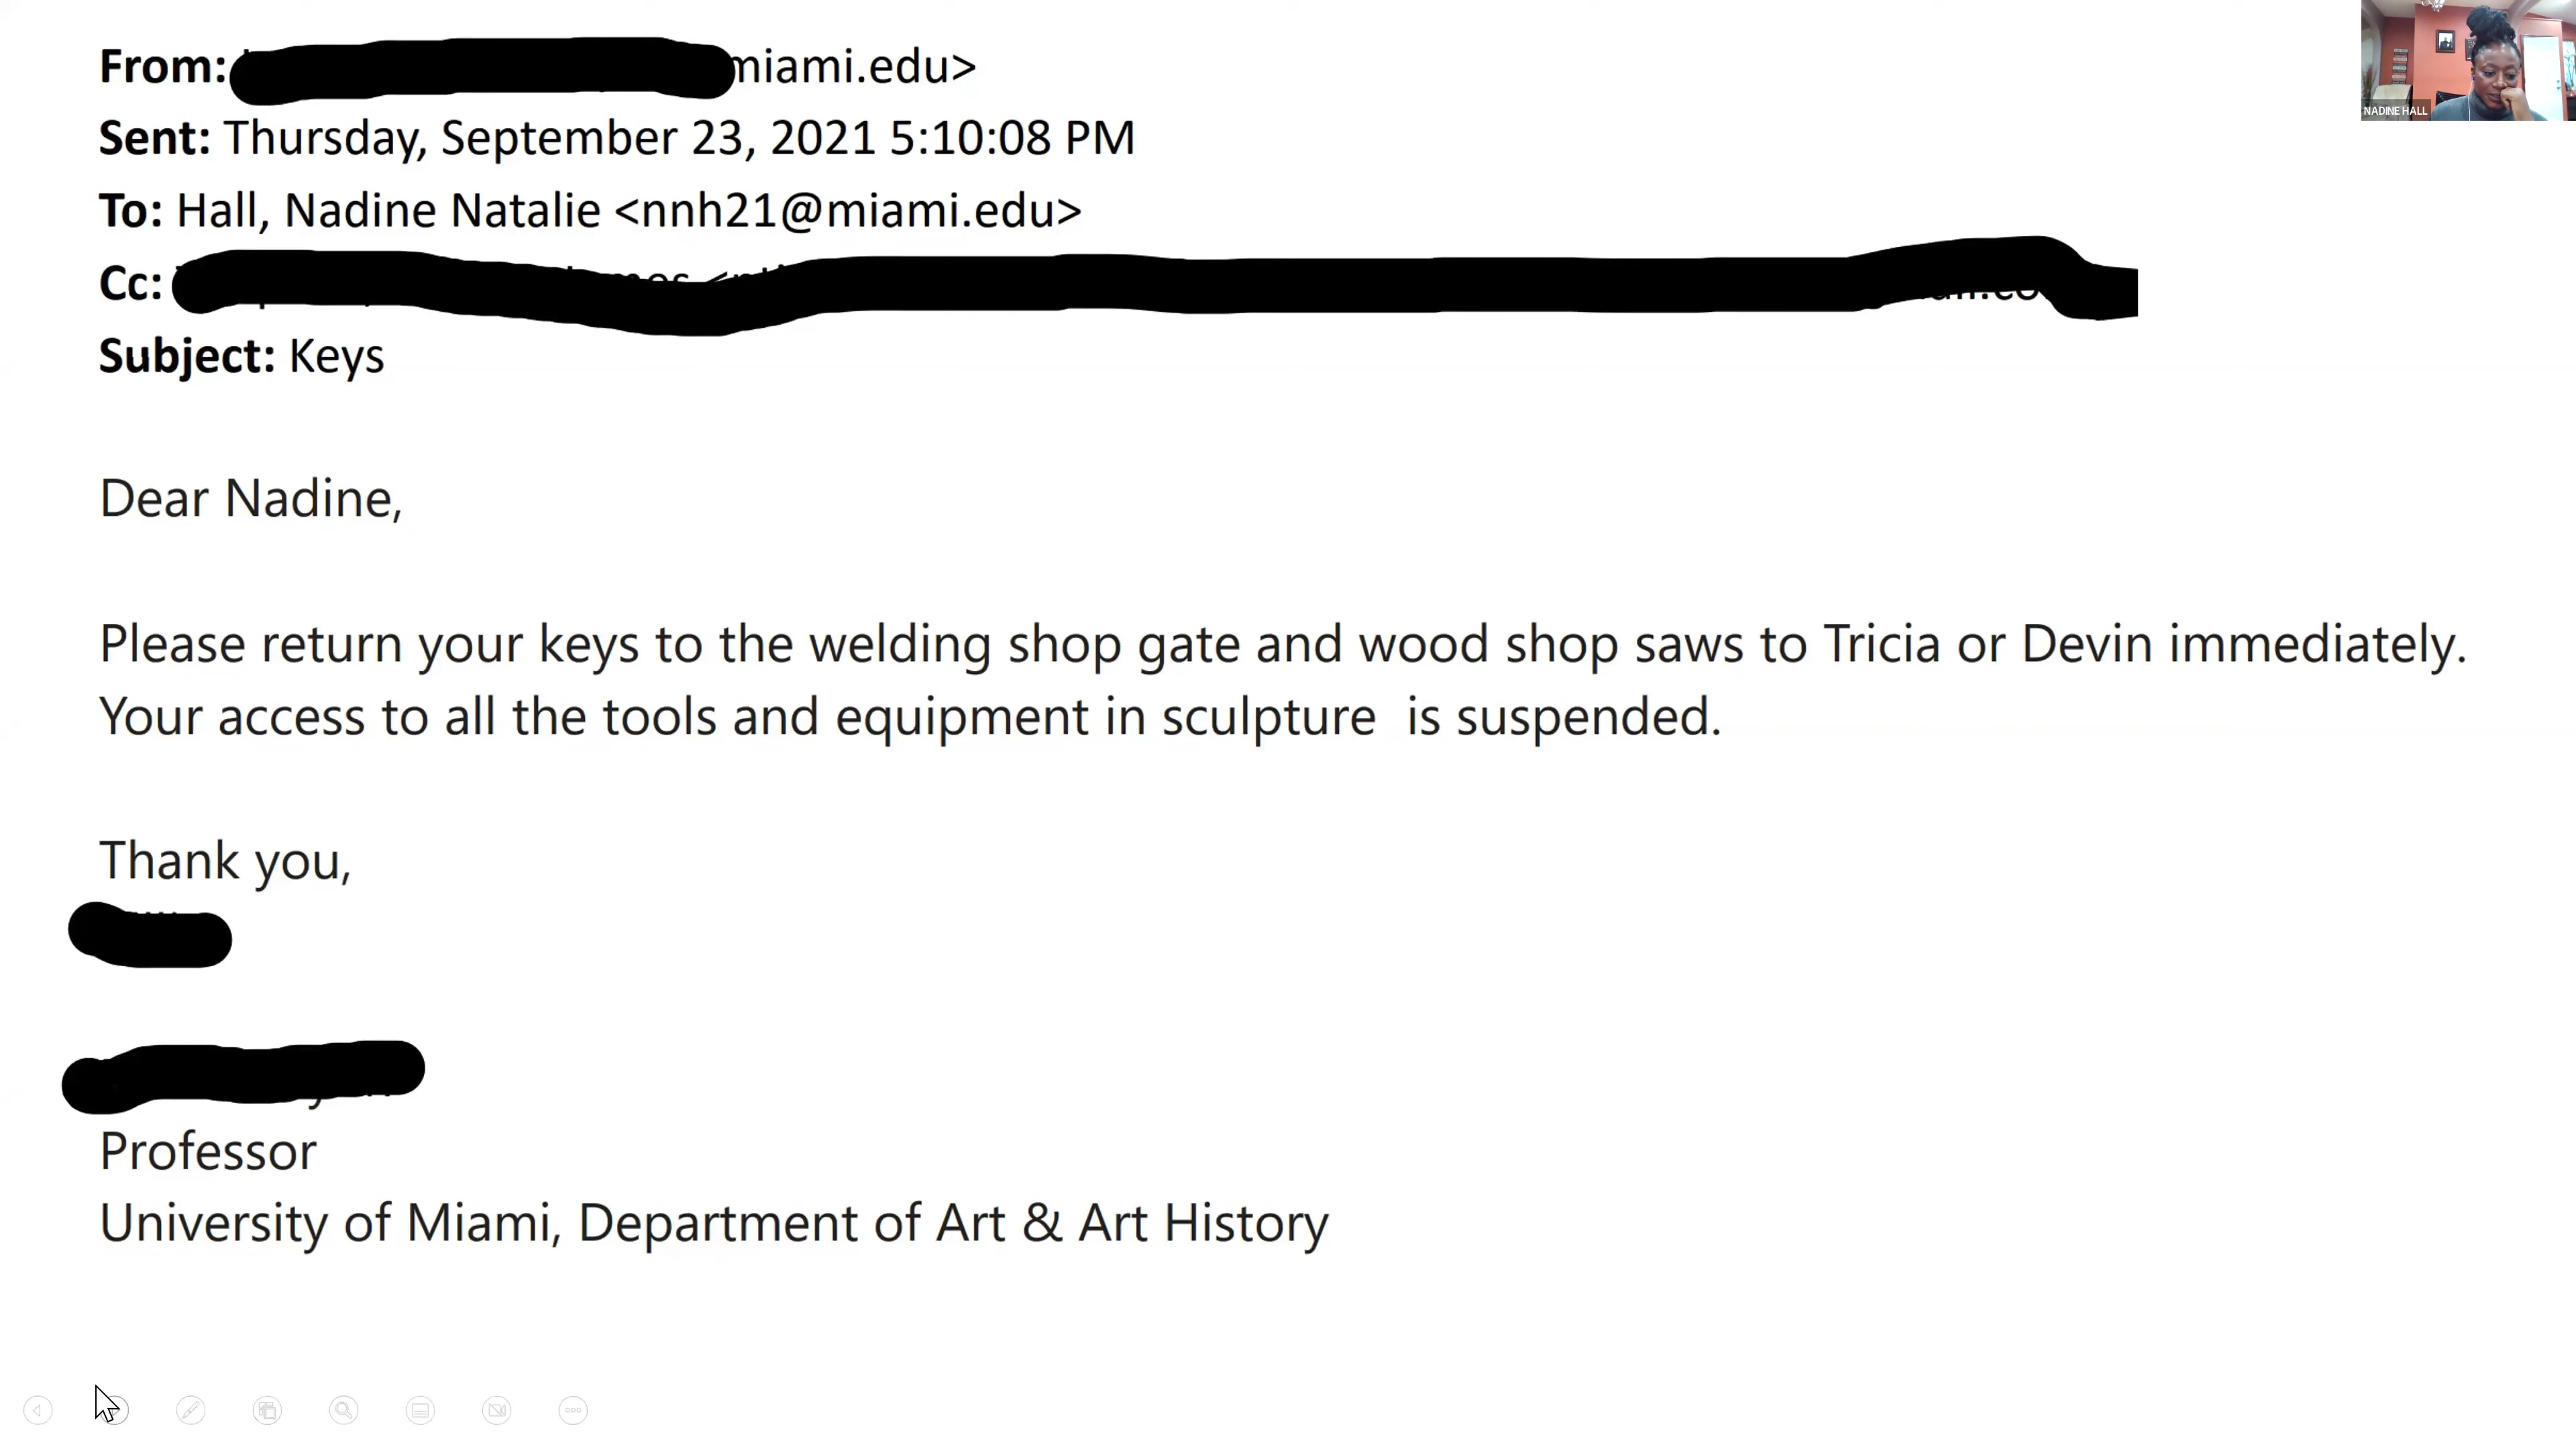 From: miami.edu>
NADINE HALL
Sent: Thursday, September 23, 2021 5:10:08 PM
To: Hall, Nadine Natalie <nnh21@miami.edu>
Cc:
Subject: Keys
Dear Nadine,
Please return your keys to the welding shop gate and wood shop saws to Tricia or Devin immediately.
Your access to all the tools and equipment in sculpture  is suspended.
Thank you,
Professor
University of Miami, Department of Art & Art History